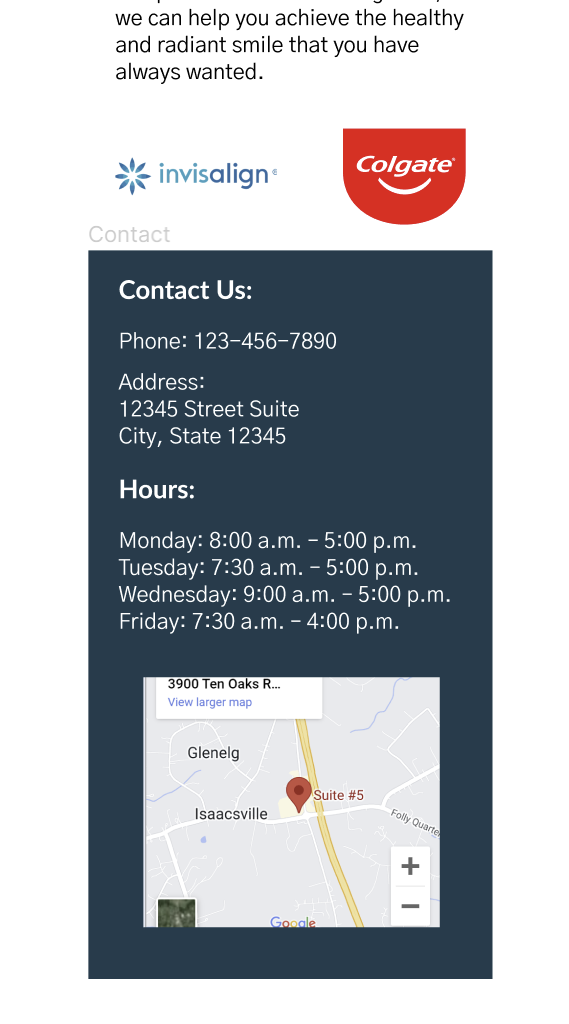 we can help you achieve the healthy
and radiant smile that you have
always wanted.
invisalign
Colgate
Contact
Contact Us:
Phone: 123-456-7890
Address:
12345 Street Suite
City, State 12345
Hours:
Monday: 8:00 a.m. - 5:00 p.m.
Tuesday: 7:30 a.m. - 5:00 p.m.
Wednesday: 9:00 a.m. - 5:00 p.m.
Friday: 7:30 a.m. - 4:00 p.m.
3900 Ten Oaks R...
View larger map
Glenelg
Suite #5
Isaacsville
Folly Quarte
Google